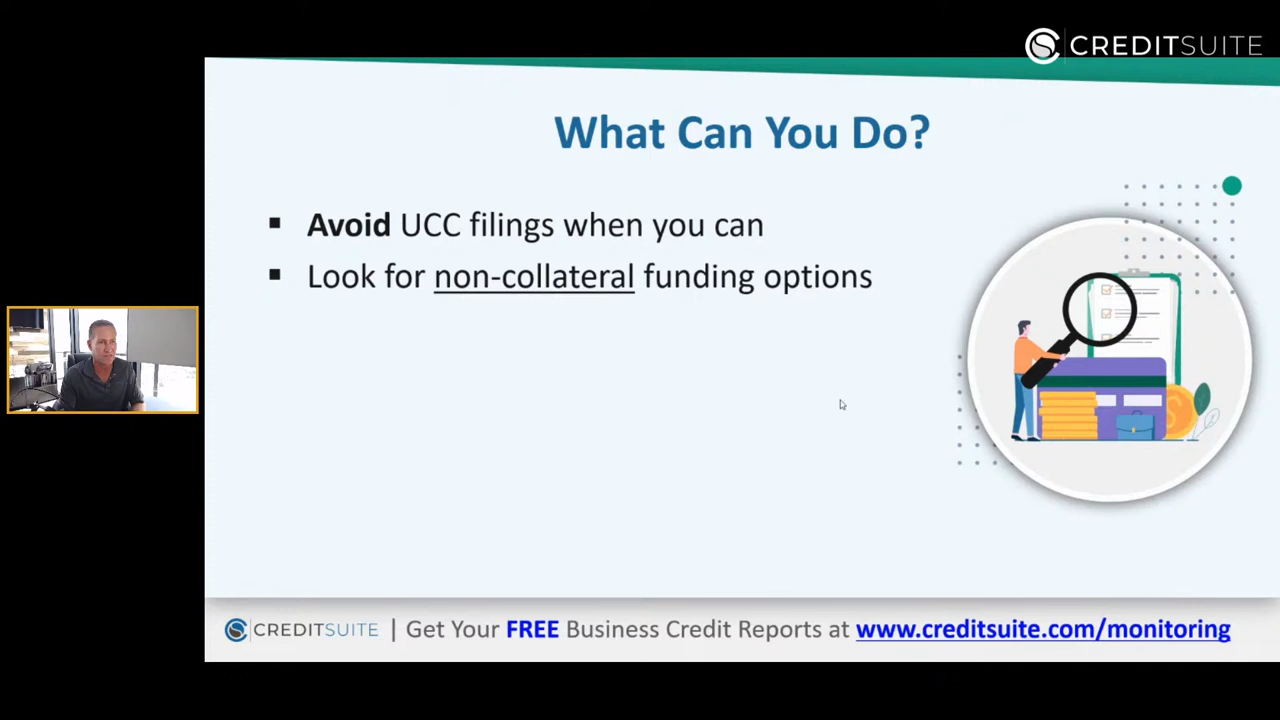 CREDITSUITE
What Can You Do?
▪ Avoid UCC filings when you can
▪ Look for non-collateral funding options
CREDITSUITE | Get Your FREE Business Credit Reports at www.creditsuite.com/monitoring